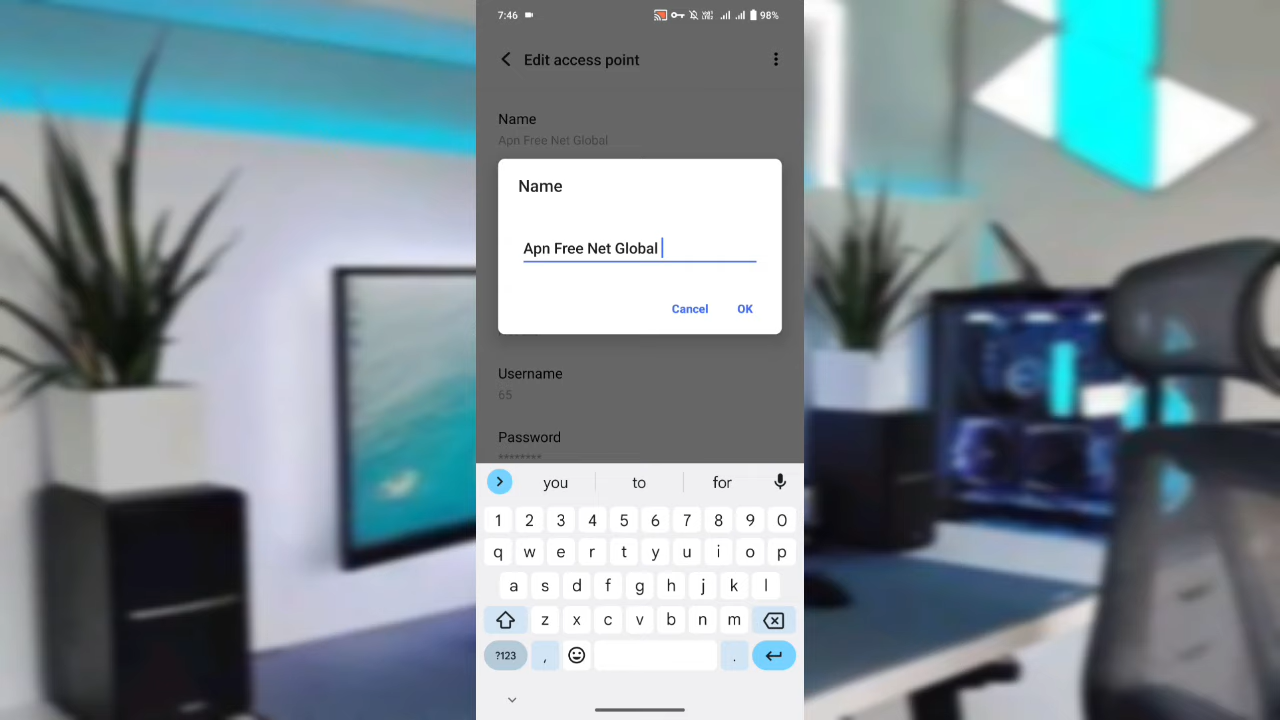 7:46
98%
Edit access point
Name
Apn Free Net Global
Name
Apn Free Net Global
Cancel OK
Username
65
Password
********
you to for
1 2 3 4 5 6 7 8 9 0
q w e r t y u i o p
a s d f g h j k l
z x c v b n m
?123 , .